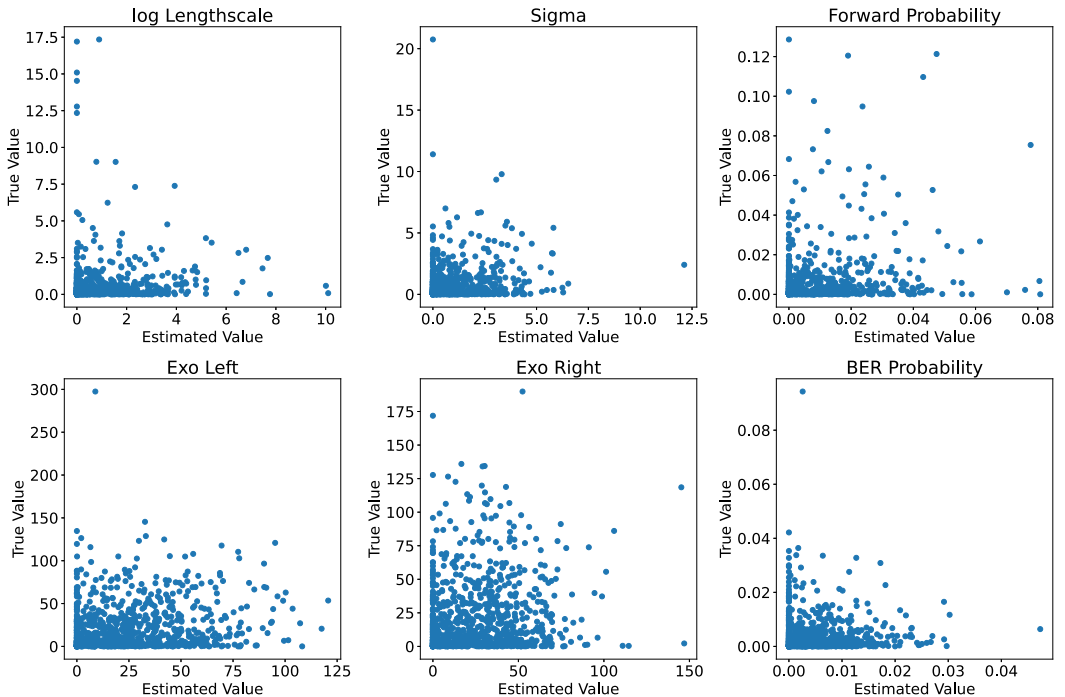 log Lengthscale
17.5
15.0
12.5
10.0
7.5
5.0
2.5
0.0
True Value
0 2 4 6 8 10
Estimated Value
Sigma
20
15
10
5
0
True Value
0.0 2.5 5.0 7.5 10.0 12.5
Estimated Value
Forward Probability
0.12
0.10
0.08
0.06
0.04
0.02
0.00
True Value
0.00 0.02 0.04 0.06 0.08
Estimated Value
Exo Left
300
250
200
150
100
50
0
True Value
0 25 50 75 100 125
Estimated Value
Exo Right
175
150
125
100
75
50
25
0
True Value
0 50 100 150
Estimated Value
BER Probability
0.08
0.06
0.04
0.02
0.00
True Value
0.00 0.01 0.02 0.03 0.04
Estimated Value